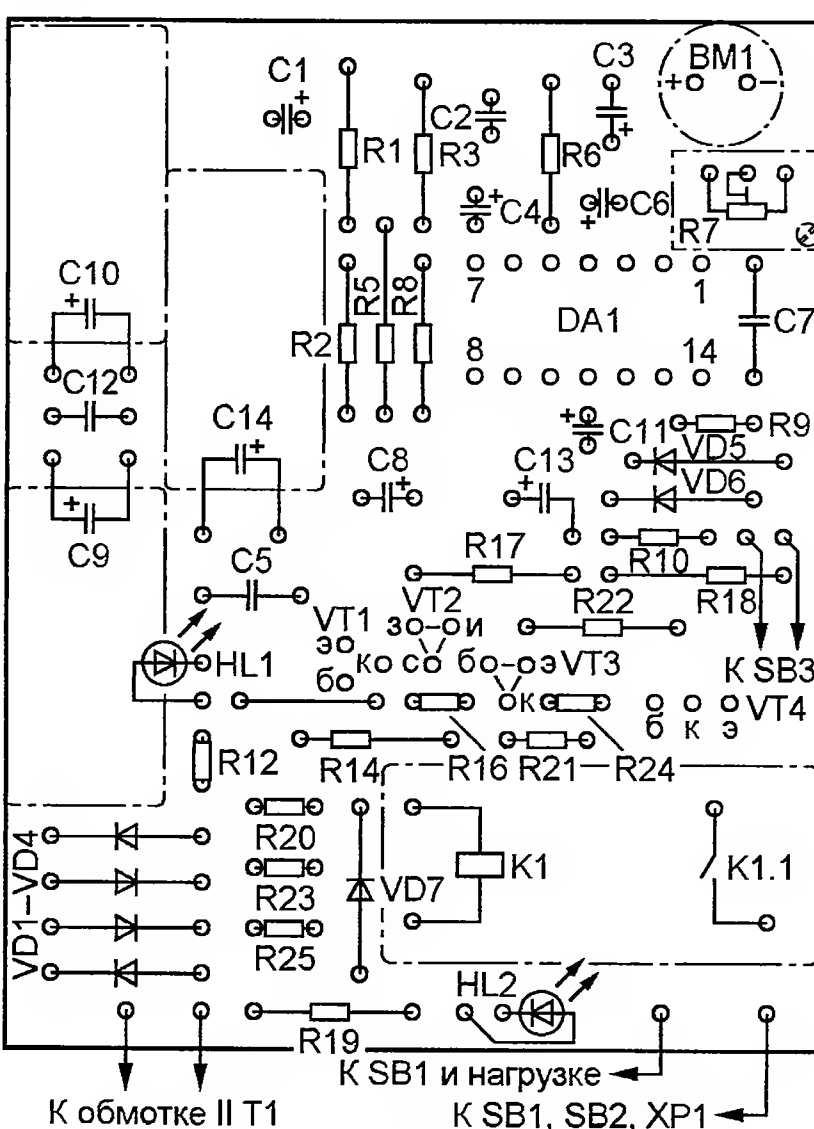 C1
C3
BM1
+
+ -
C2
R1
R3
R6
+
+
C4
C6
+
R7
C10
+
R5
R8
7
1
DA1
C7
R2
C12
8
14
C14
+
+
C11
R9
VD5
C8
+
C13
+
VD6
+
C9
R17
R10
C5
R18
VT1
VT2
R22
э
з
и
HL1
к
с
б
э
VT3
К SB3
б
к
б к э
VT4
R12
R14
R16
R21
R24
VD1–VD4
R20
K1
K1.1
R23
VD7
R25
HL2
R19
К SB1 и нагрузке
К обмотке II T1
К SB1, SB2, XP1